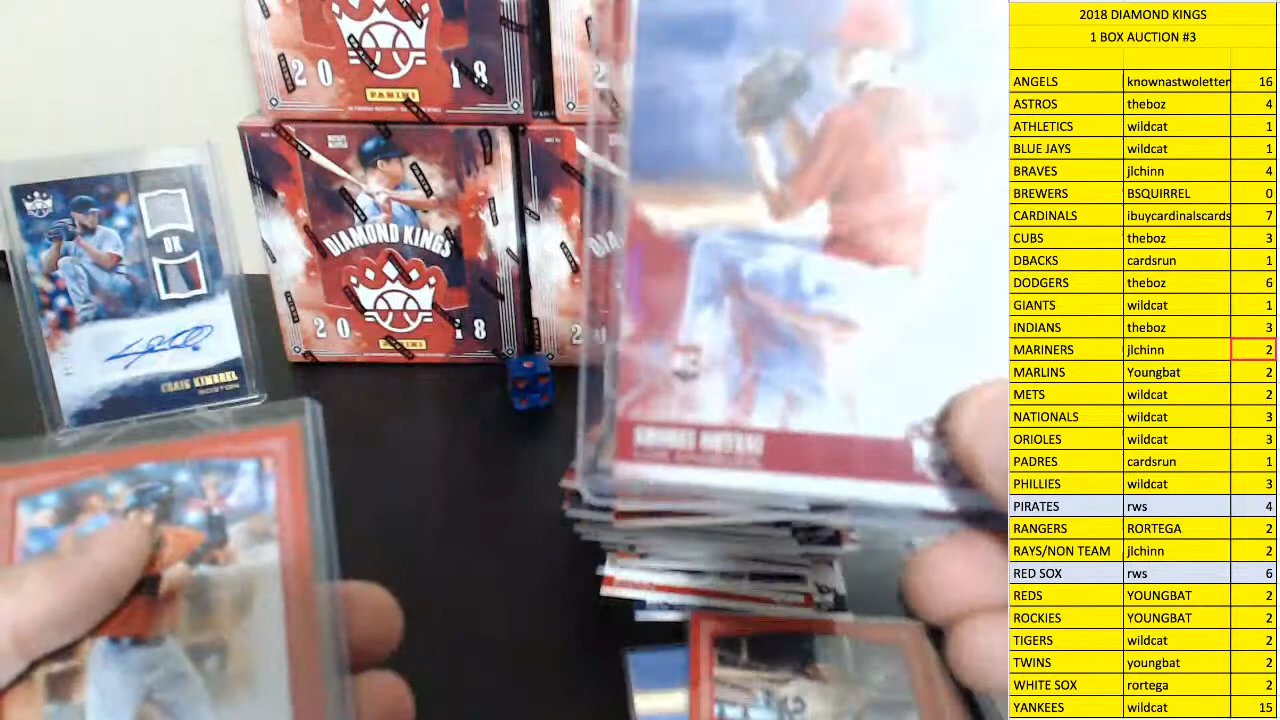 2018 DIAMOND KINGS
1 BOX AUCTION #3
ANGELS knownastwoletter 16
ASTROS theboz 4
ATHLETICS wildcat 1
BLUE JAYS wildcat 1
BRAVES jlchinn 4
BREWERS BSQUIRREL 0
CARDINALS ibuycardinalscards 7
CUBS theboz 3
DBACKS cardsrun 1
DODGERS theboz 6
GIANTS wildcat 1
INDIANS theboz 3
MARINERS jlchinn 2
MARLINS Youngbat 2
METS wildcat 2
NATIONALS wildcat 3
ORIOLES wildcat 3
PADRES cardsrun 1
PHILLIES wildcat 3
PIRATES rws 4
RANGERS RORTEGA 2
RAYS/NON TEAM jlchinn 2
RED SOX rws 6
REDS YOUNGBAT 2
ROCKIES YOUNGBAT 2
TIGERS wildcat 2
TWINS youngbat 2
WHITE SOX rortega 2
YANKEES wildcat 15
20 18
PANINI
DIAMOND KINGS
20 18
PANINI
DK
CRAIG KIMBREL
BOSTON